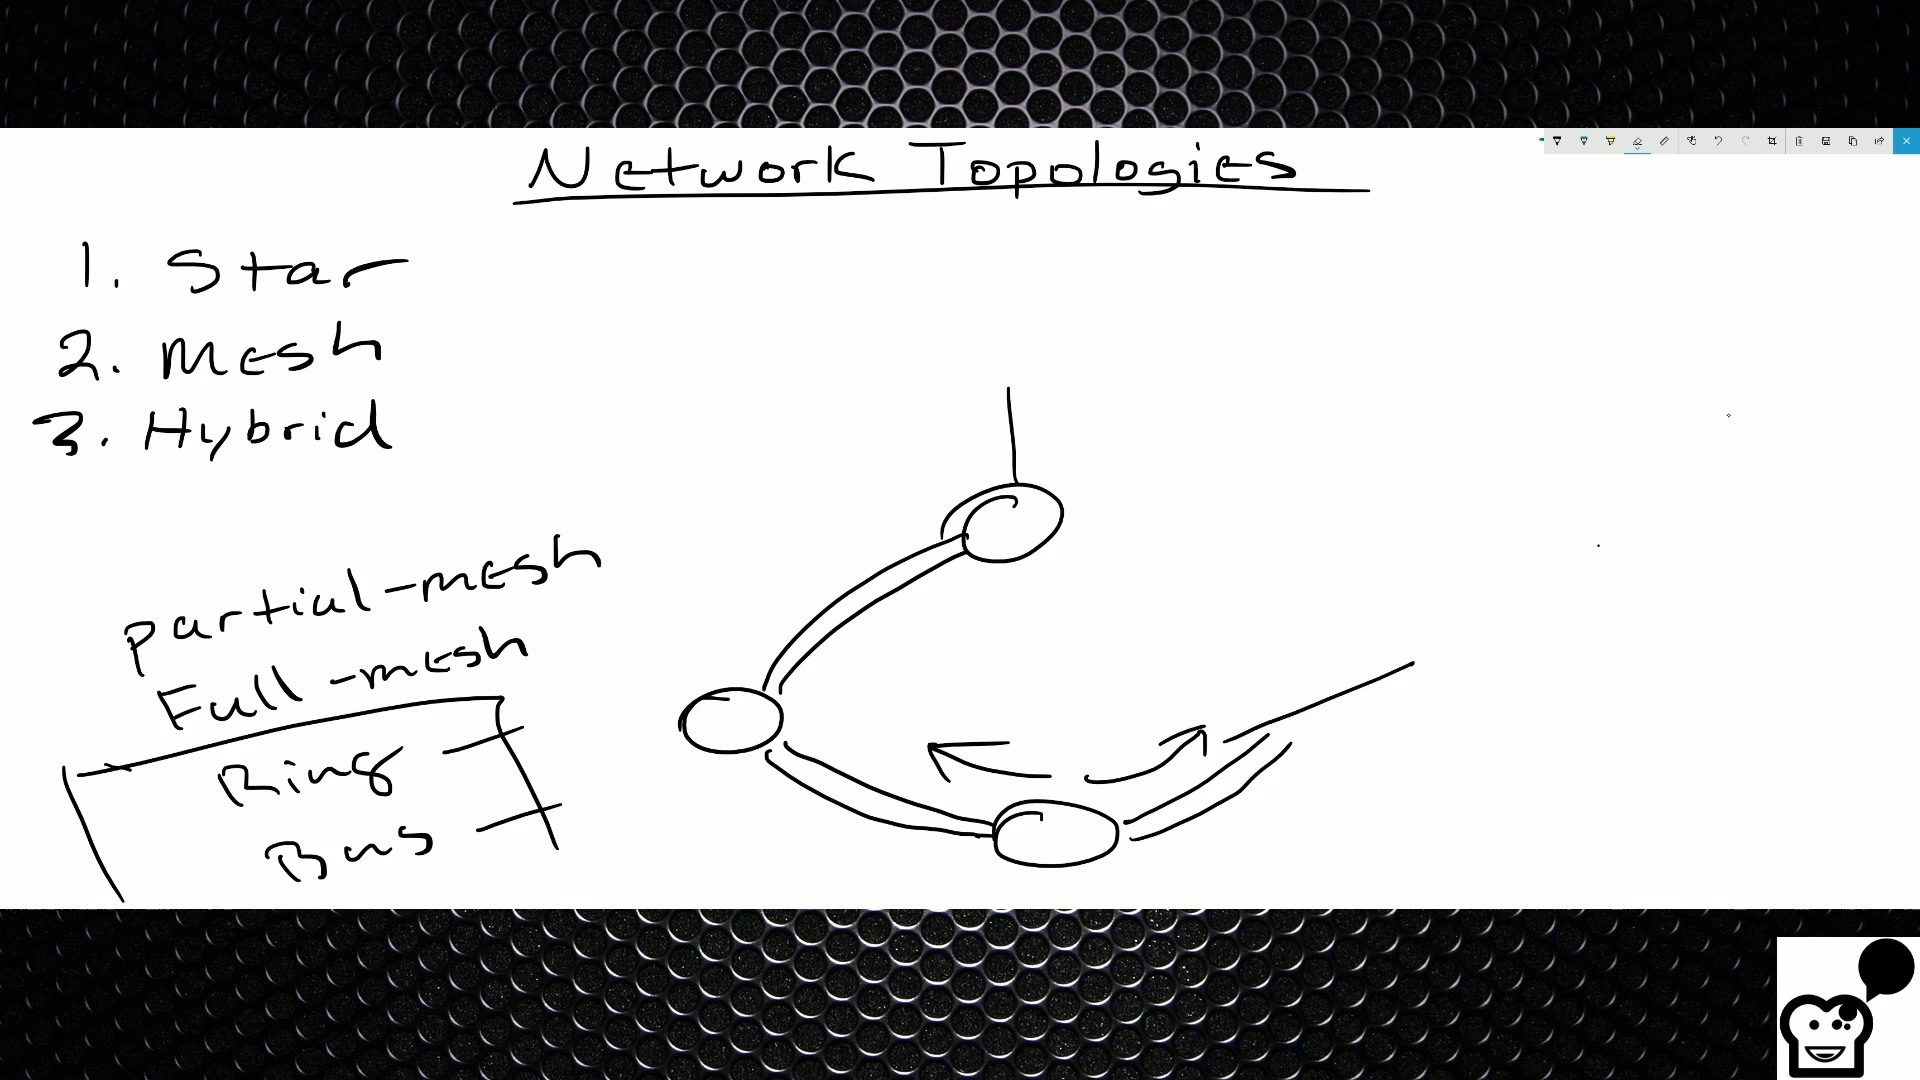 Network Topologies
1. Star
2. Mesh
3. Hybrid
partial-mesh
Full-mesh
Ring
Bus